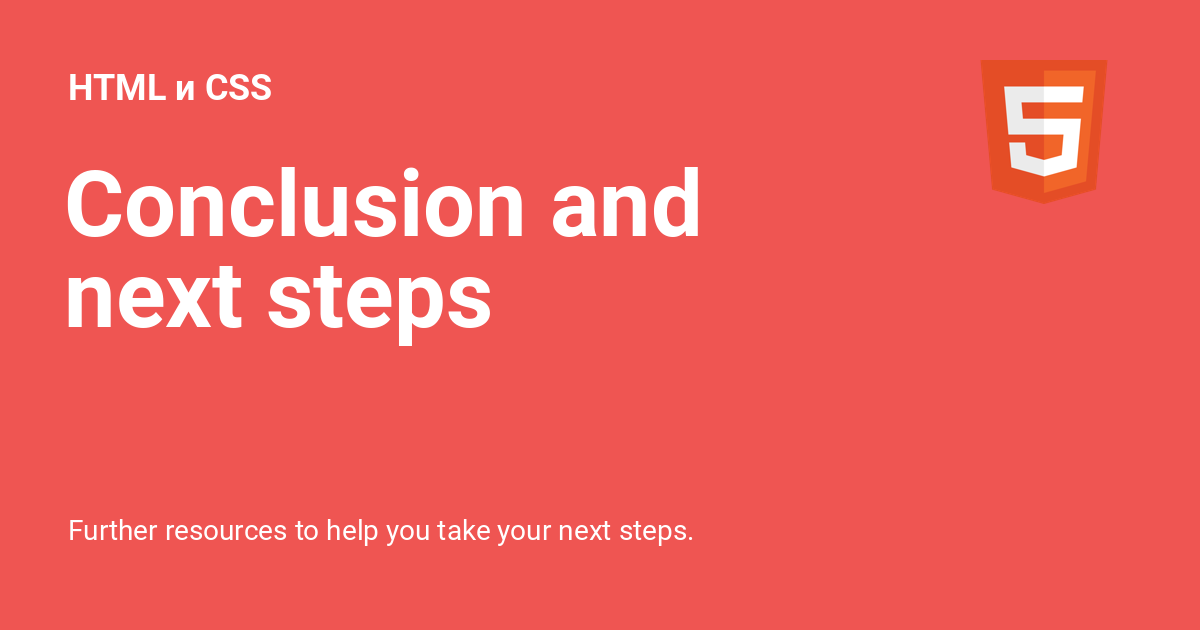 HTML и CSS
Conclusion and
next steps
Further resources to help you take your next steps.
5